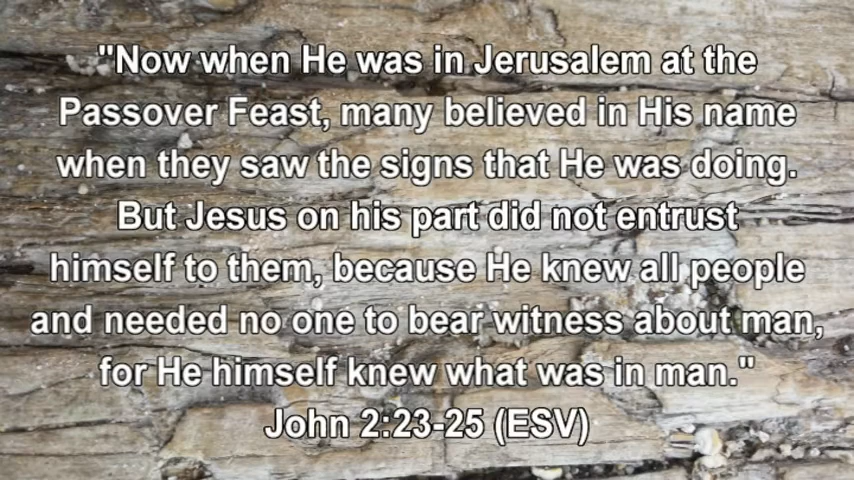 "Now when He was in Jerusalem at the
Passover Feast, many believed in His name
when they saw the signs that He was doing.
But Jesus on his part did not entrust
himself to them, because He knew all people
and needed no one to bear witness about man,
for He himself knew what was in man."
John 2:23-25 (ESV)